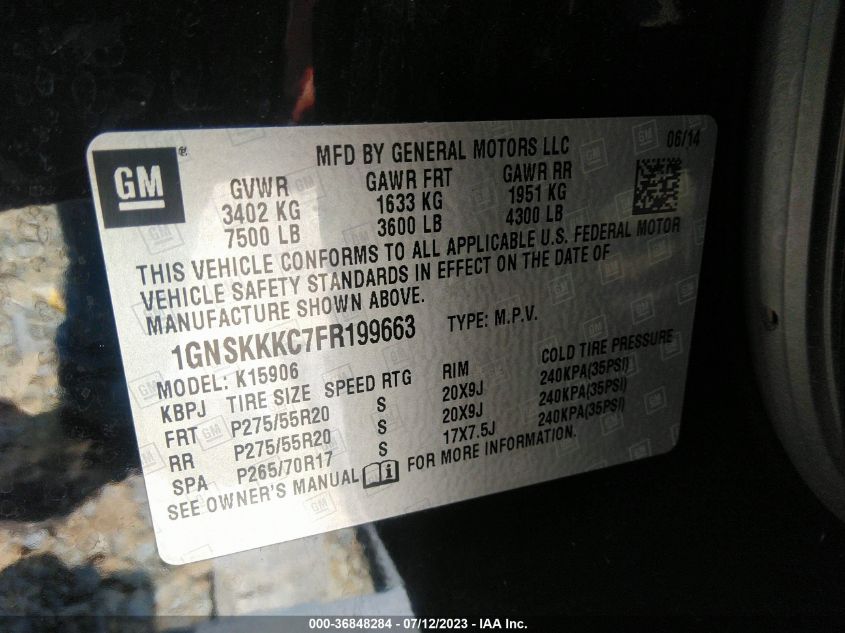 GM
®
MFD BY GENERAL MOTORS LLC
06/14
GVWR GAWR FRT GAWR RR
3402 KG 1633 KG 1951 KG
7500 LB 3600 LB 4300 LB
THIS VEHICLE CONFORMS TO ALL APPLICABLE U.S. FEDERAL MOTOR
VEHICLE SAFETY STANDARDS IN EFFECT ON THE DATE OF
MANUFACTURE SHOWN ABOVE.
1GNSKKKC7FR199663 TYPE: M.P.V.
MODEL: K15906
KBPJ TIRE SIZE SPEED RTG RIM COLD TIRE PRESSURE
FRT P275/55R20 S 20X9J 240KPA(35PSI)
RR P275/55R20 S 20X9J 240KPA(35PSI)
SPA P265/70R17 S 17X7.5J 240KPA(35PSI)
SEE OWNER'S MANUAL FOR MORE INFORMATION.
000-36848284 - 07/12/2023 - IAA Inc.